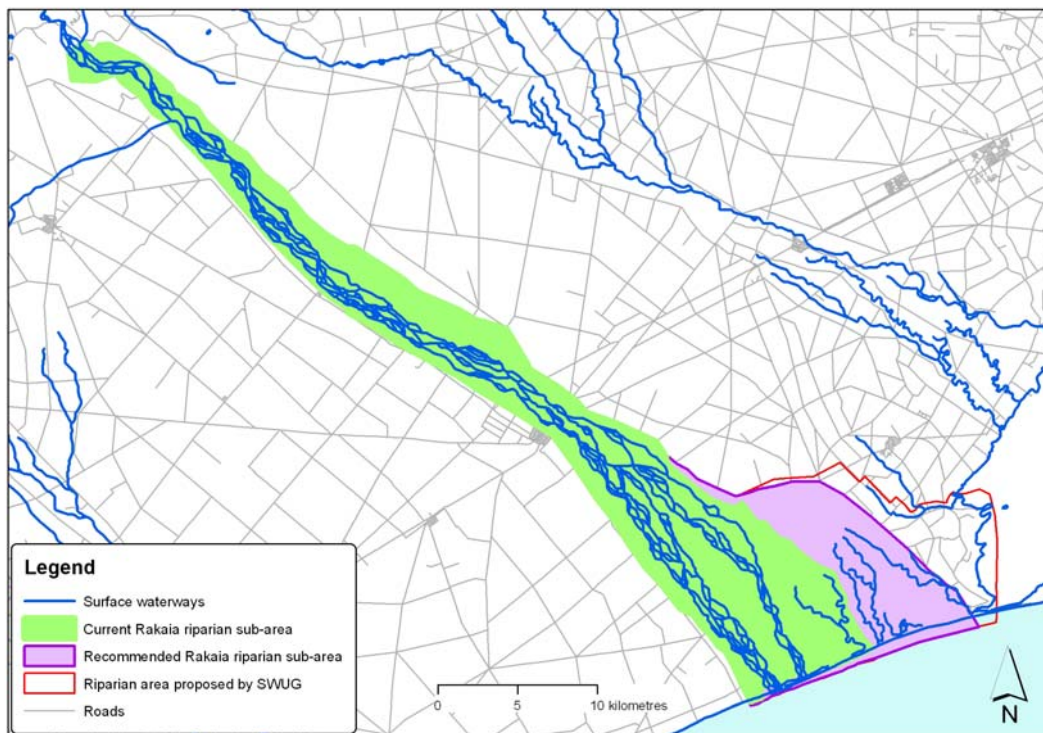 Legend
Surface waterways
Current Rakaia riparian sub-area
Recommended Rakaia riparian sub-area
Riparian area proposed by SWUG
Roads
0 5 10 kilometres
N